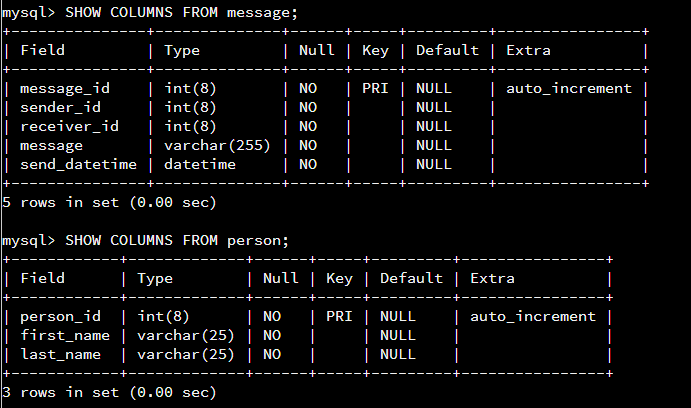 mysql> SHOW COLUMNS FROM message;
+---------------+--------------+------+-----+---------+----------------+
| Field         | Type         | Null | Key | Default | Extra          |
+---------------+--------------+------+-----+---------+----------------+
| message_id    | int(8)       | NO   | PRI | NULL    | auto_increment |
| sender_id     | int(8)       | NO   |     | NULL    |                |
| receiver_id   | int(8)       | NO   |     | NULL    |                |
| message       | varchar(255) | NO   |     | NULL    |                |
| send_datetime | datetime     | NO   |     | NULL    |                |
+---------------+--------------+------+-----+---------+----------------+
5 rows in set (0.00 sec)
mysql> SHOW COLUMNS FROM person;
+------------+-------------+------+-----+---------+----------------+
| Field      | Type        | Null | Key | Default | Extra          |
+------------+-------------+------+-----+---------+----------------+
| person_id  | int(8)      | NO   | PRI | NULL    | auto_increment |
| first_name | varchar(25) | NO   |     | NULL    |                |
| last_name  | varchar(25) | NO   |     | NULL    |                |
+------------+-------------+------+-----+---------+----------------+
3 rows in set (0.00 sec)